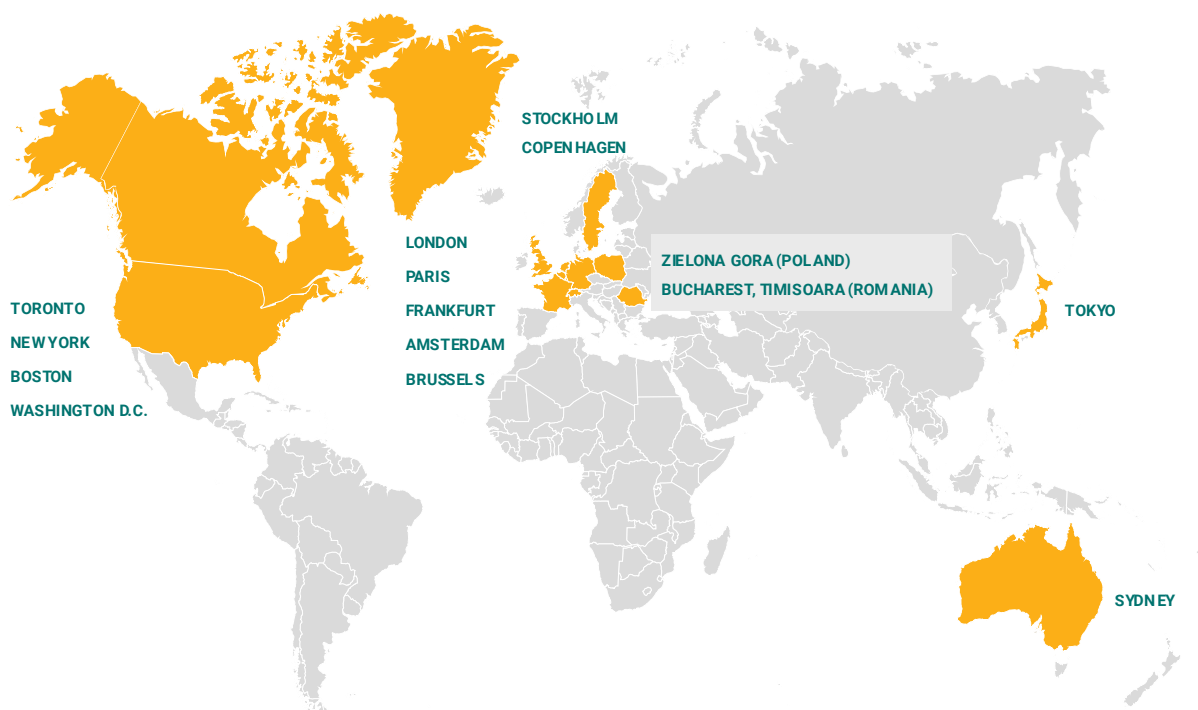 STOCKHOLM
COPENHAGEN
LONDON
PARIS
FRANKFURT
AMSTERDAM
BRUSSELS
ZIELONA GORA (POLAND)
BUCHAREST, TIMISOARA (ROMANIA)
TORONTO
NEW YORK
BOSTON
WASHINGTON D.C.
TOKYO
SYDNEY